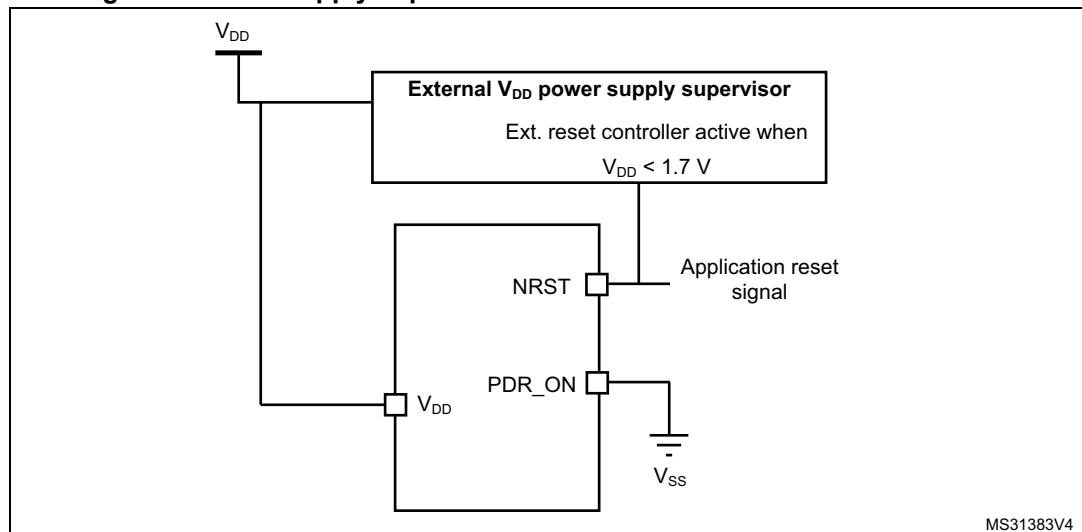 V_DD
External V_DD power supply supervisor
Ext. reset controller active when
V_DD < 1.7 V
NRST
Application reset
signal
PDR_ON
V_DD
V_SS
MS31383V4